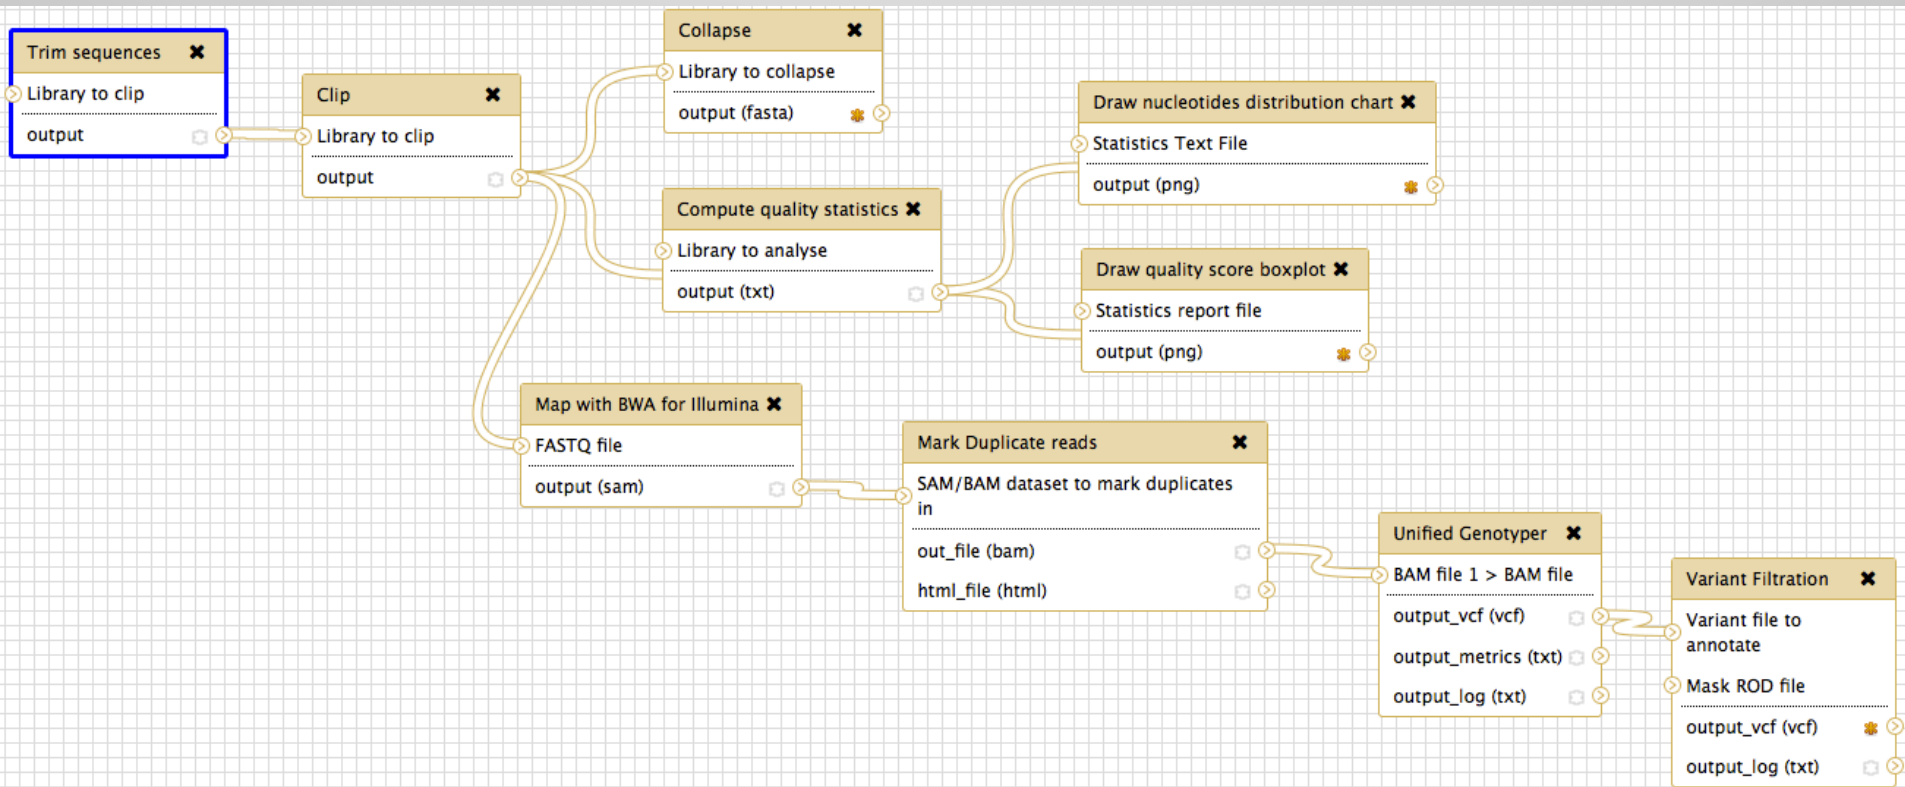 Trim sequences
Library to clip
output
Clip
Library to clip
output
Collapse
Library to collapse
output (fasta)
Compute quality statistics
Library to analyse
output (txt)
Draw nucleotides distribution chart
Statistics Text File
output (png)
Draw quality score boxplot
Statistics report file
output (png)
Map with BWA for Illumina
FASTQ file
output (sam)
Mark Duplicate reads
SAM/BAM dataset to mark duplicates
in
out_file (bam)
html_file (html)
Unified Genotyper
BAM file 1 > BAM file
output_vcf (vcf)
output_metrics (txt)
output_log (txt)
Variant Filtration
Variant file to
annotate
Mask ROD file
output_vcf (vcf)
output_log (txt)